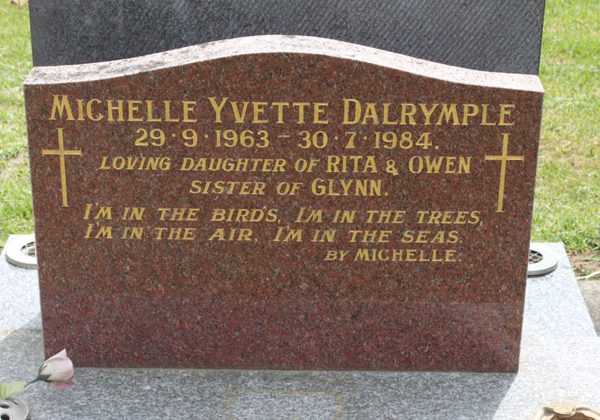 MICHELLE YVETTE DALRYMPLE
29·9·1963 - 30·7·1984.
LOVING DAUGHTER OF RITA & OWEN
SISTER OF GLYNN.
I'M IN THE BIRD'S, I'M IN THE TREES,
I'M IN THE AIR, I'M IN THE SEAS.
BY MICHELLE.